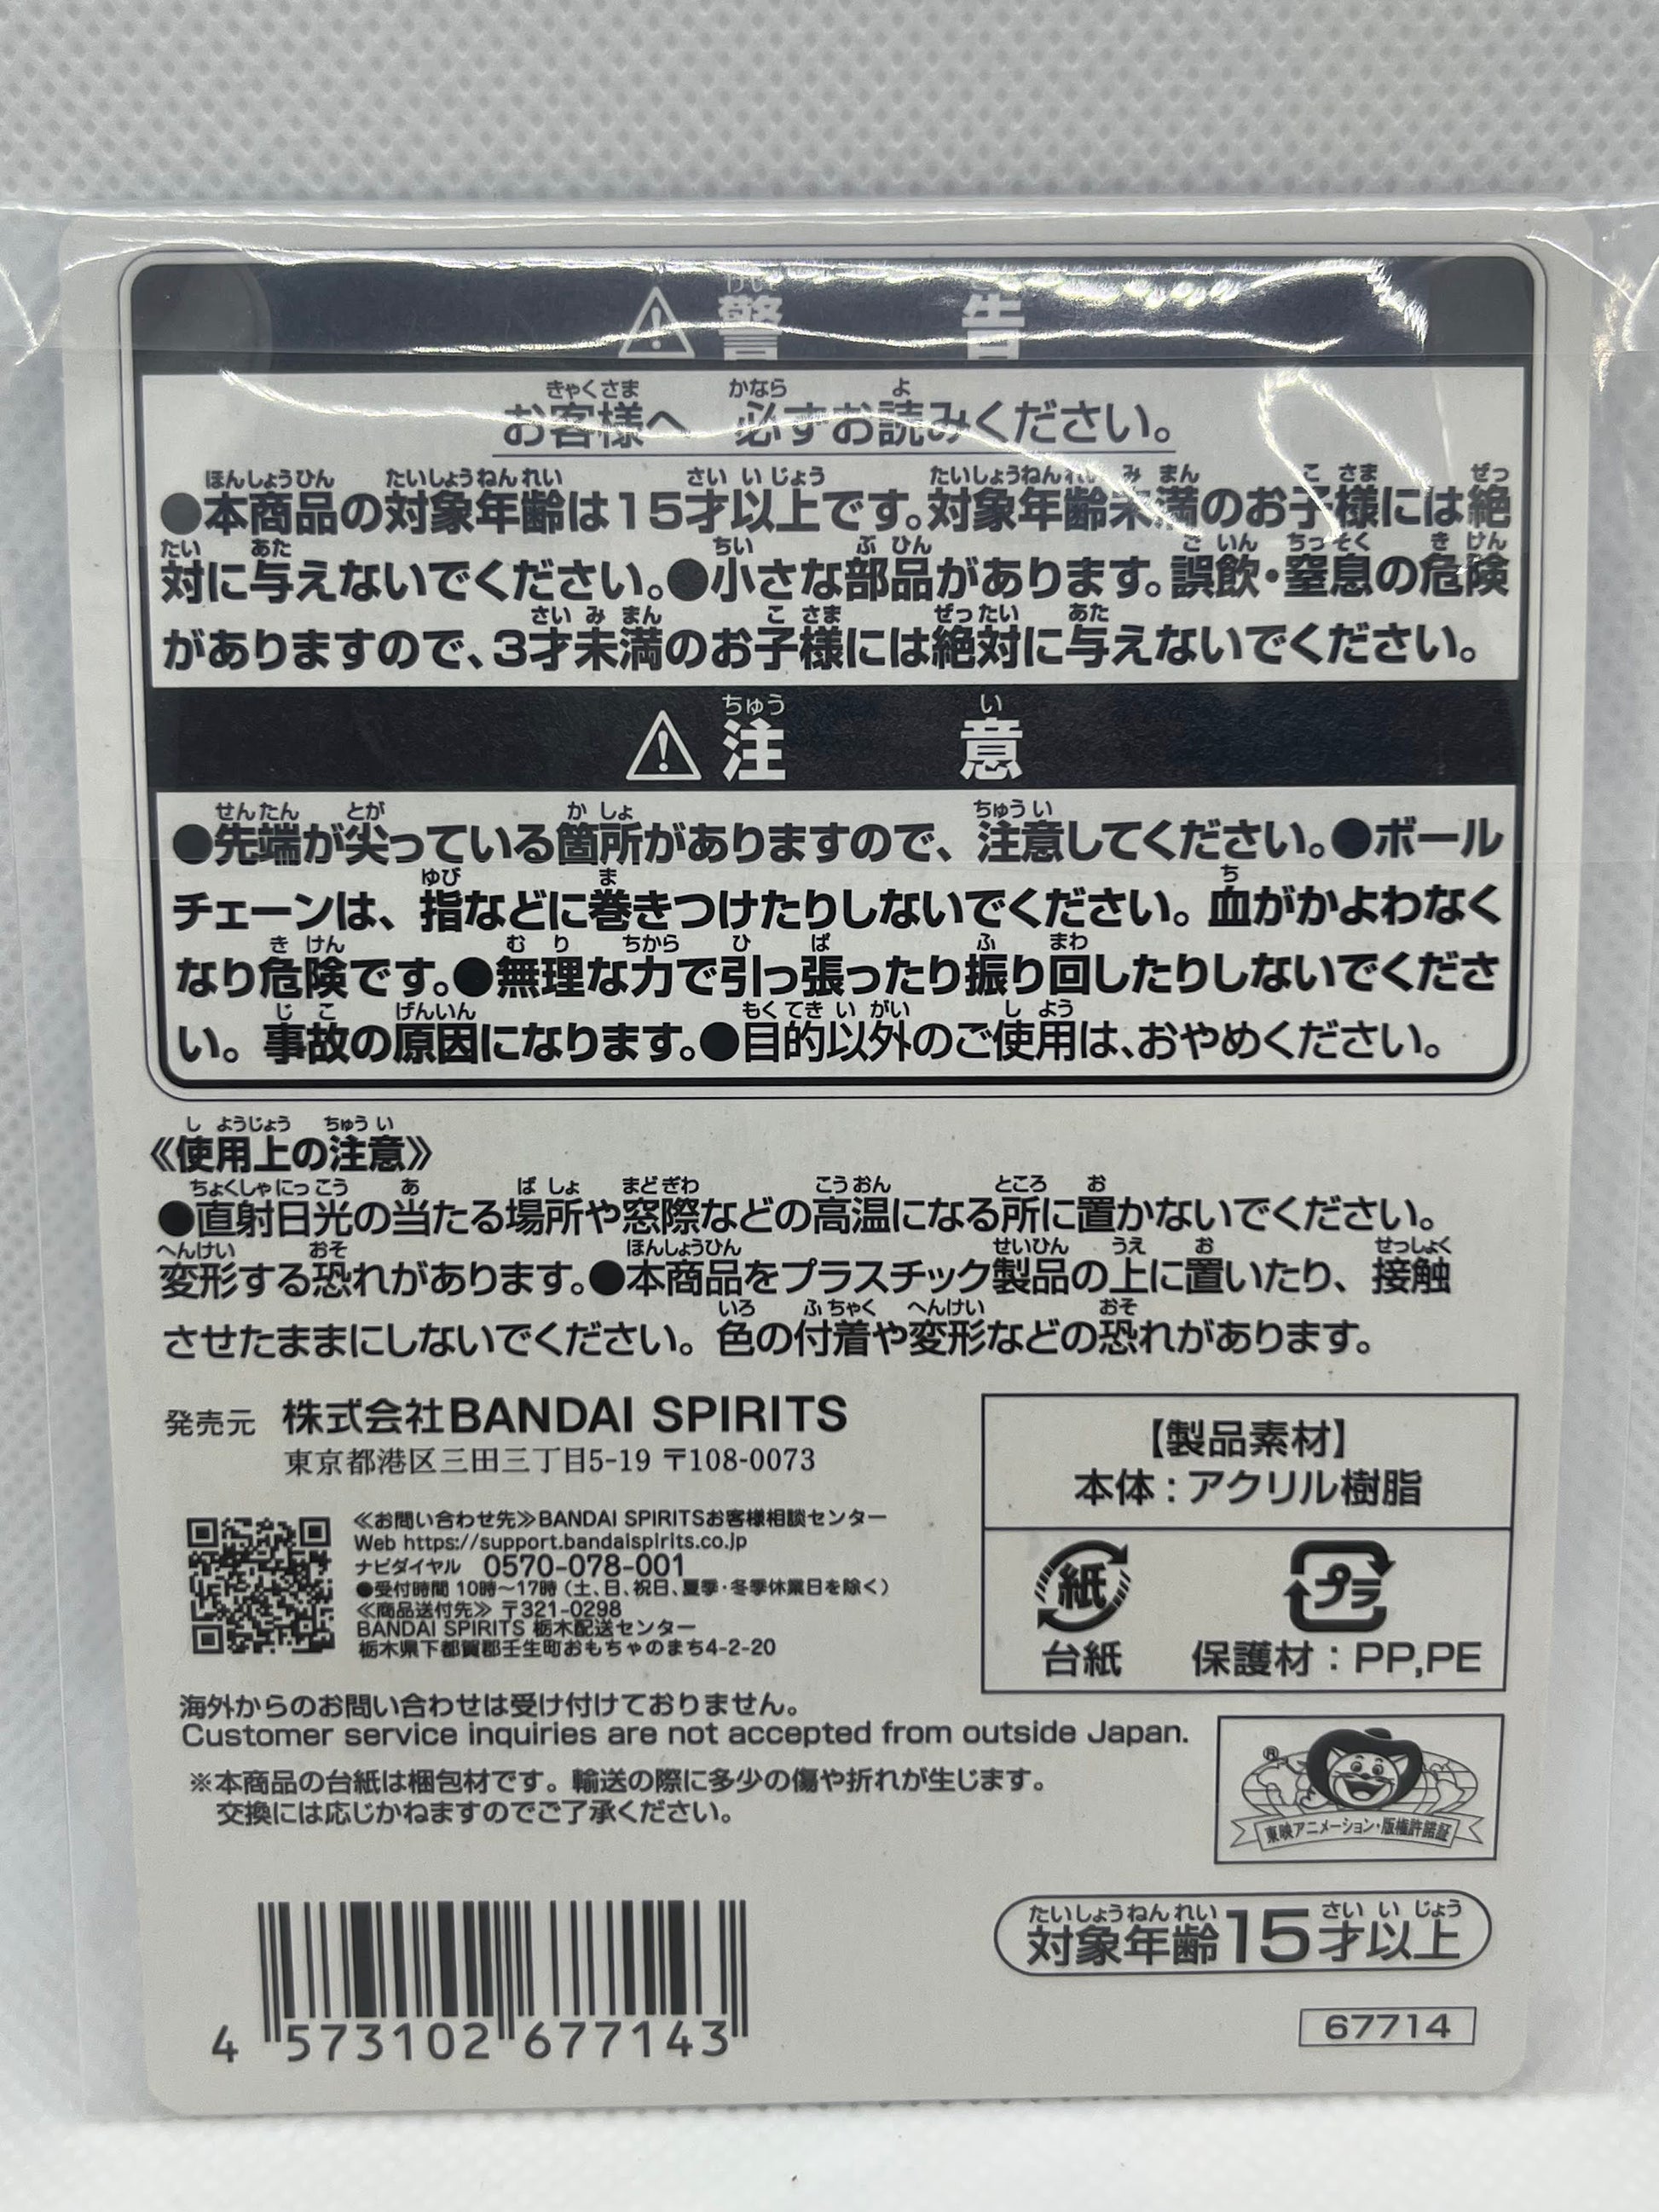 警告
お客様へ 必ずお読みください。
●本商品の対象年齢は15才以上です。対象年齢未満のお子様には絶
対に与えないでください。●小さな部品があります。誤飲・窒息の危険
がありますので、3才未満のお子様には絶対に与えないでください。
注意
●先端が尖っている箇所がありますので、注意してください。●ボール
チェーンは、指などに巻きつけたりしないでください。血がかよわなく
なり危険です。●無理な力で引っ張ったり振り回したりしないでくださ
い。事故の原因になります。●目的以外のご使用は、おやめください。
《使用上の注意》
●直射日光の当たる場所や窓際などの高温になる所に置かないでください。
変形する恐れがあります。●本商品をプラスチック製品の上に置いたり、接触
させたままにしないでください。色の付着や変形などの恐れがあります。
発売元 株式会社BANDAI SPIRITS
東京都港区三田三丁目5-19 〒108-0073
≪お問い合わせ先≫BANDAI SPIRITSお客様相談センター
Web https://support.bandaispirits.co.jp
ナビダイヤル 0570-078-001
●受付時間 10時～17時（土、日、祝日、夏季・冬季休業日を除く）
≪商品送付先≫ 〒321-0298
BANDAI SPIRITS 栃木配送センター
栃木県下都賀郡壬生町おもちゃのまち4-2-20
【製品素材】
本体：アクリル樹脂
紙 プラ
台紙 保護材：PP,PE
海外からのお問い合わせは受け付けておりません。
Customer service inquiries are not accepted from outside Japan.
※本商品の台紙は梱包材です。輸送の際に多少の傷や折れが生じます。
交換には応じかねますのでご了承ください。
®
東映アニメーション・版権許諾証
対象年齢15才以上
4 573102 677143
67714